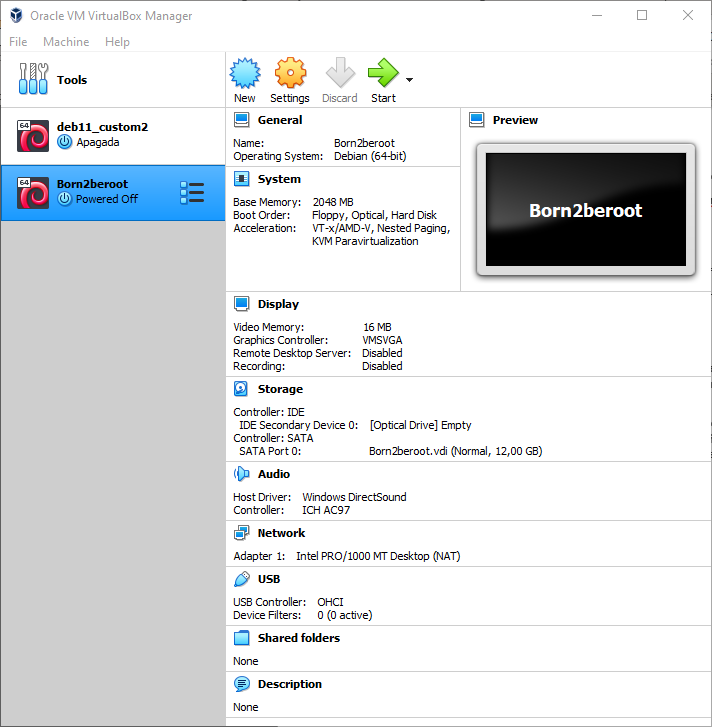 Oracle VM VirtualBox Manager
File Machine Help
Tools
New Settings Discard Start
64
deb11_custom2
Apagada
64
Born2beroot
Powered Off
General
Name: Born2beroot
Operating System: Debian (64-bit)
System
Base Memory: 2048 MB
Boot Order: Floppy, Optical, Hard Disk
Acceleration: VT-x/AMD-V, Nested Paging,
KVM Paravirtualization
Preview
Born2beroot
Display
Video Memory: 16 MB
Graphics Controller: VMSVGA
Remote Desktop Server: Disabled
Recording: Disabled
Storage
Controller: IDE
IDE Secondary Device 0: [Optical Drive] Empty
Controller: SATA
SATA Port 0: Born2beroot.vdi (Normal, 12,00 GB)
Audio
Host Driver: Windows DirectSound
Controller: ICH AC97
Network
Adapter 1: Intel PRO/1000 MT Desktop (NAT)
USB
USB Controller: OHCI
Device Filters: 0 (0 active)
Shared folders
None
Description
None